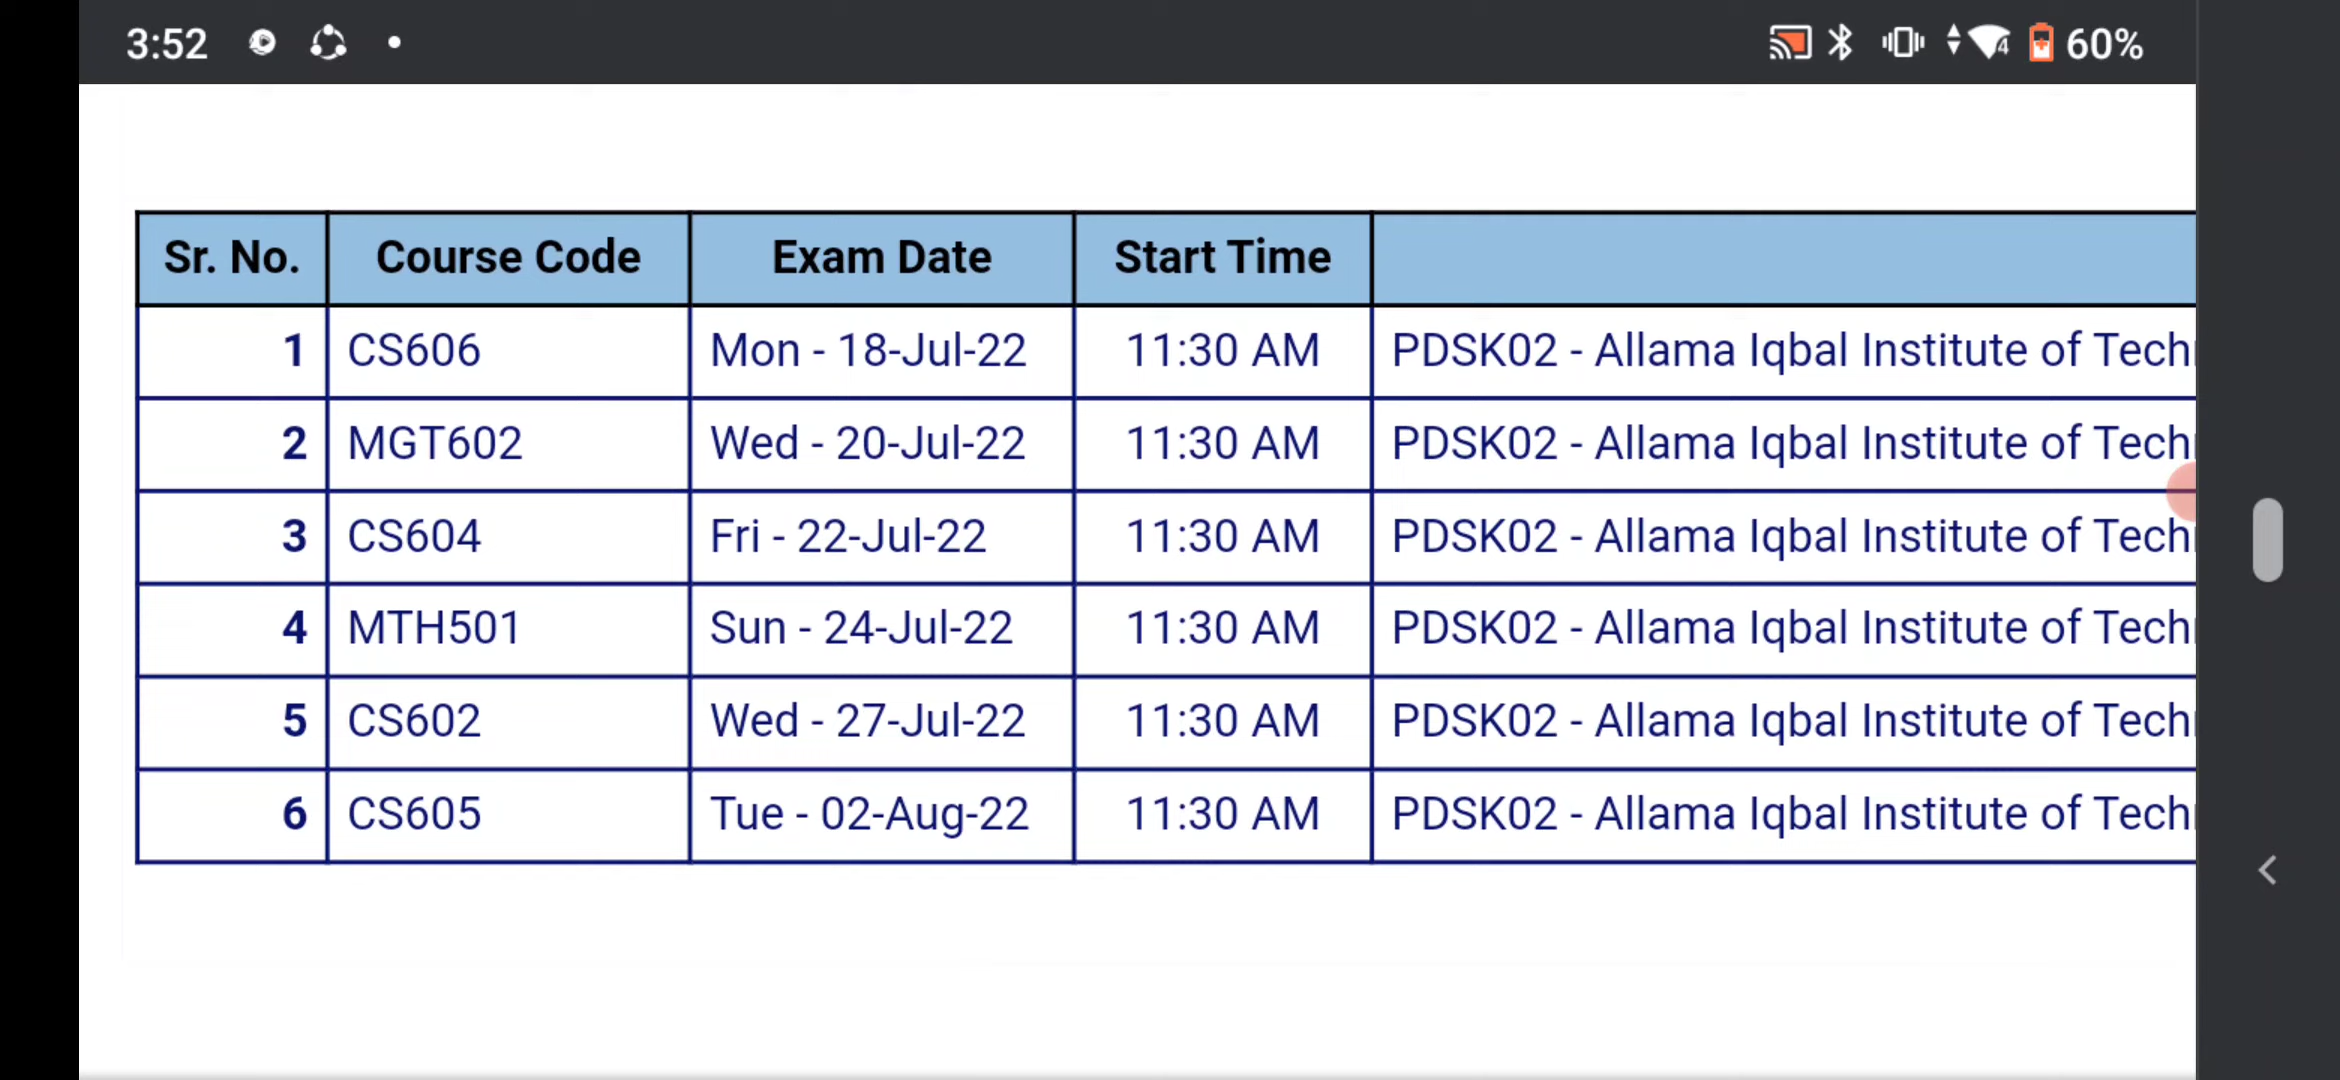 3:52 60%
Sr. No. Course Code Exam Date Start Time
1 CS606 Mon - 18-Jul-22 11:30 AM PDSK02 - Allama Iqbal Institute of Tech
2 MGT602 Wed - 20-Jul-22 11:30 AM PDSK02 - Allama Iqbal Institute of Tech
3 CS604 Fri - 22-Jul-22 11:30 AM PDSK02 - Allama Iqbal Institute of Tech
4 MTH501 Sun - 24-Jul-22 11:30 AM PDSK02 - Allama Iqbal Institute of Tech
5 CS602 Wed - 27-Jul-22 11:30 AM PDSK02 - Allama Iqbal Institute of Tech
6 CS605 Tue - 02-Aug-22 11:30 AM PDSK02 - Allama Iqbal Institute of Tech